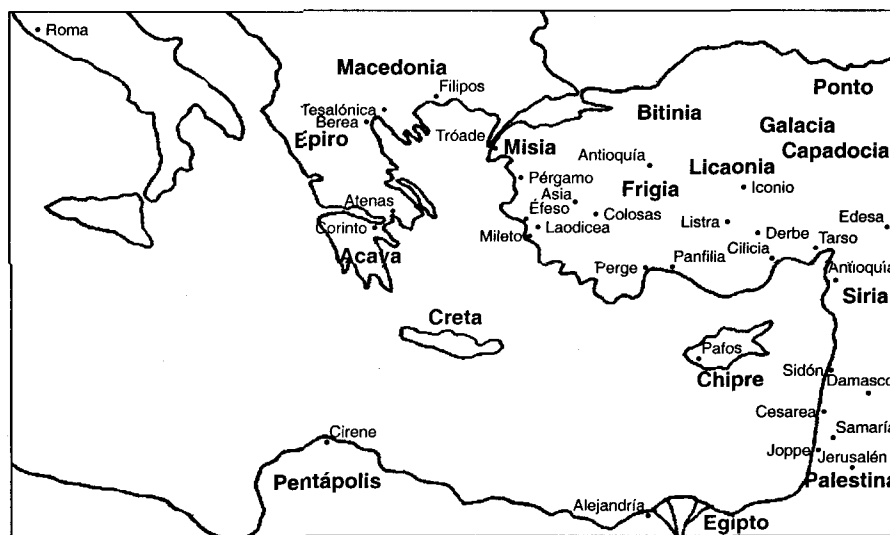 Roma
Macedonia
Filipos
Tesalónica
Berea
Epiro
Tróade
Misia
Bitinia
Ponto
Galacia
Capadocia
Antioquía
Licaonia
Pérgamo
Frigia
Iconio
Asia
Atenas
Éfeso
Colosas
Corinto
Mileto
Laodicea
Listra
Derbe
Edesa
Tarso
Cilicia
Acaya
Perge
Panfilia
Antioquía
Siria
Creta
Pafos
Chipre
Sidón
Damasco
Cesarea
Samaría
Cirene
Joppe
Jerusalén
Pentápolis
Palestina
Alejandría
Egipto